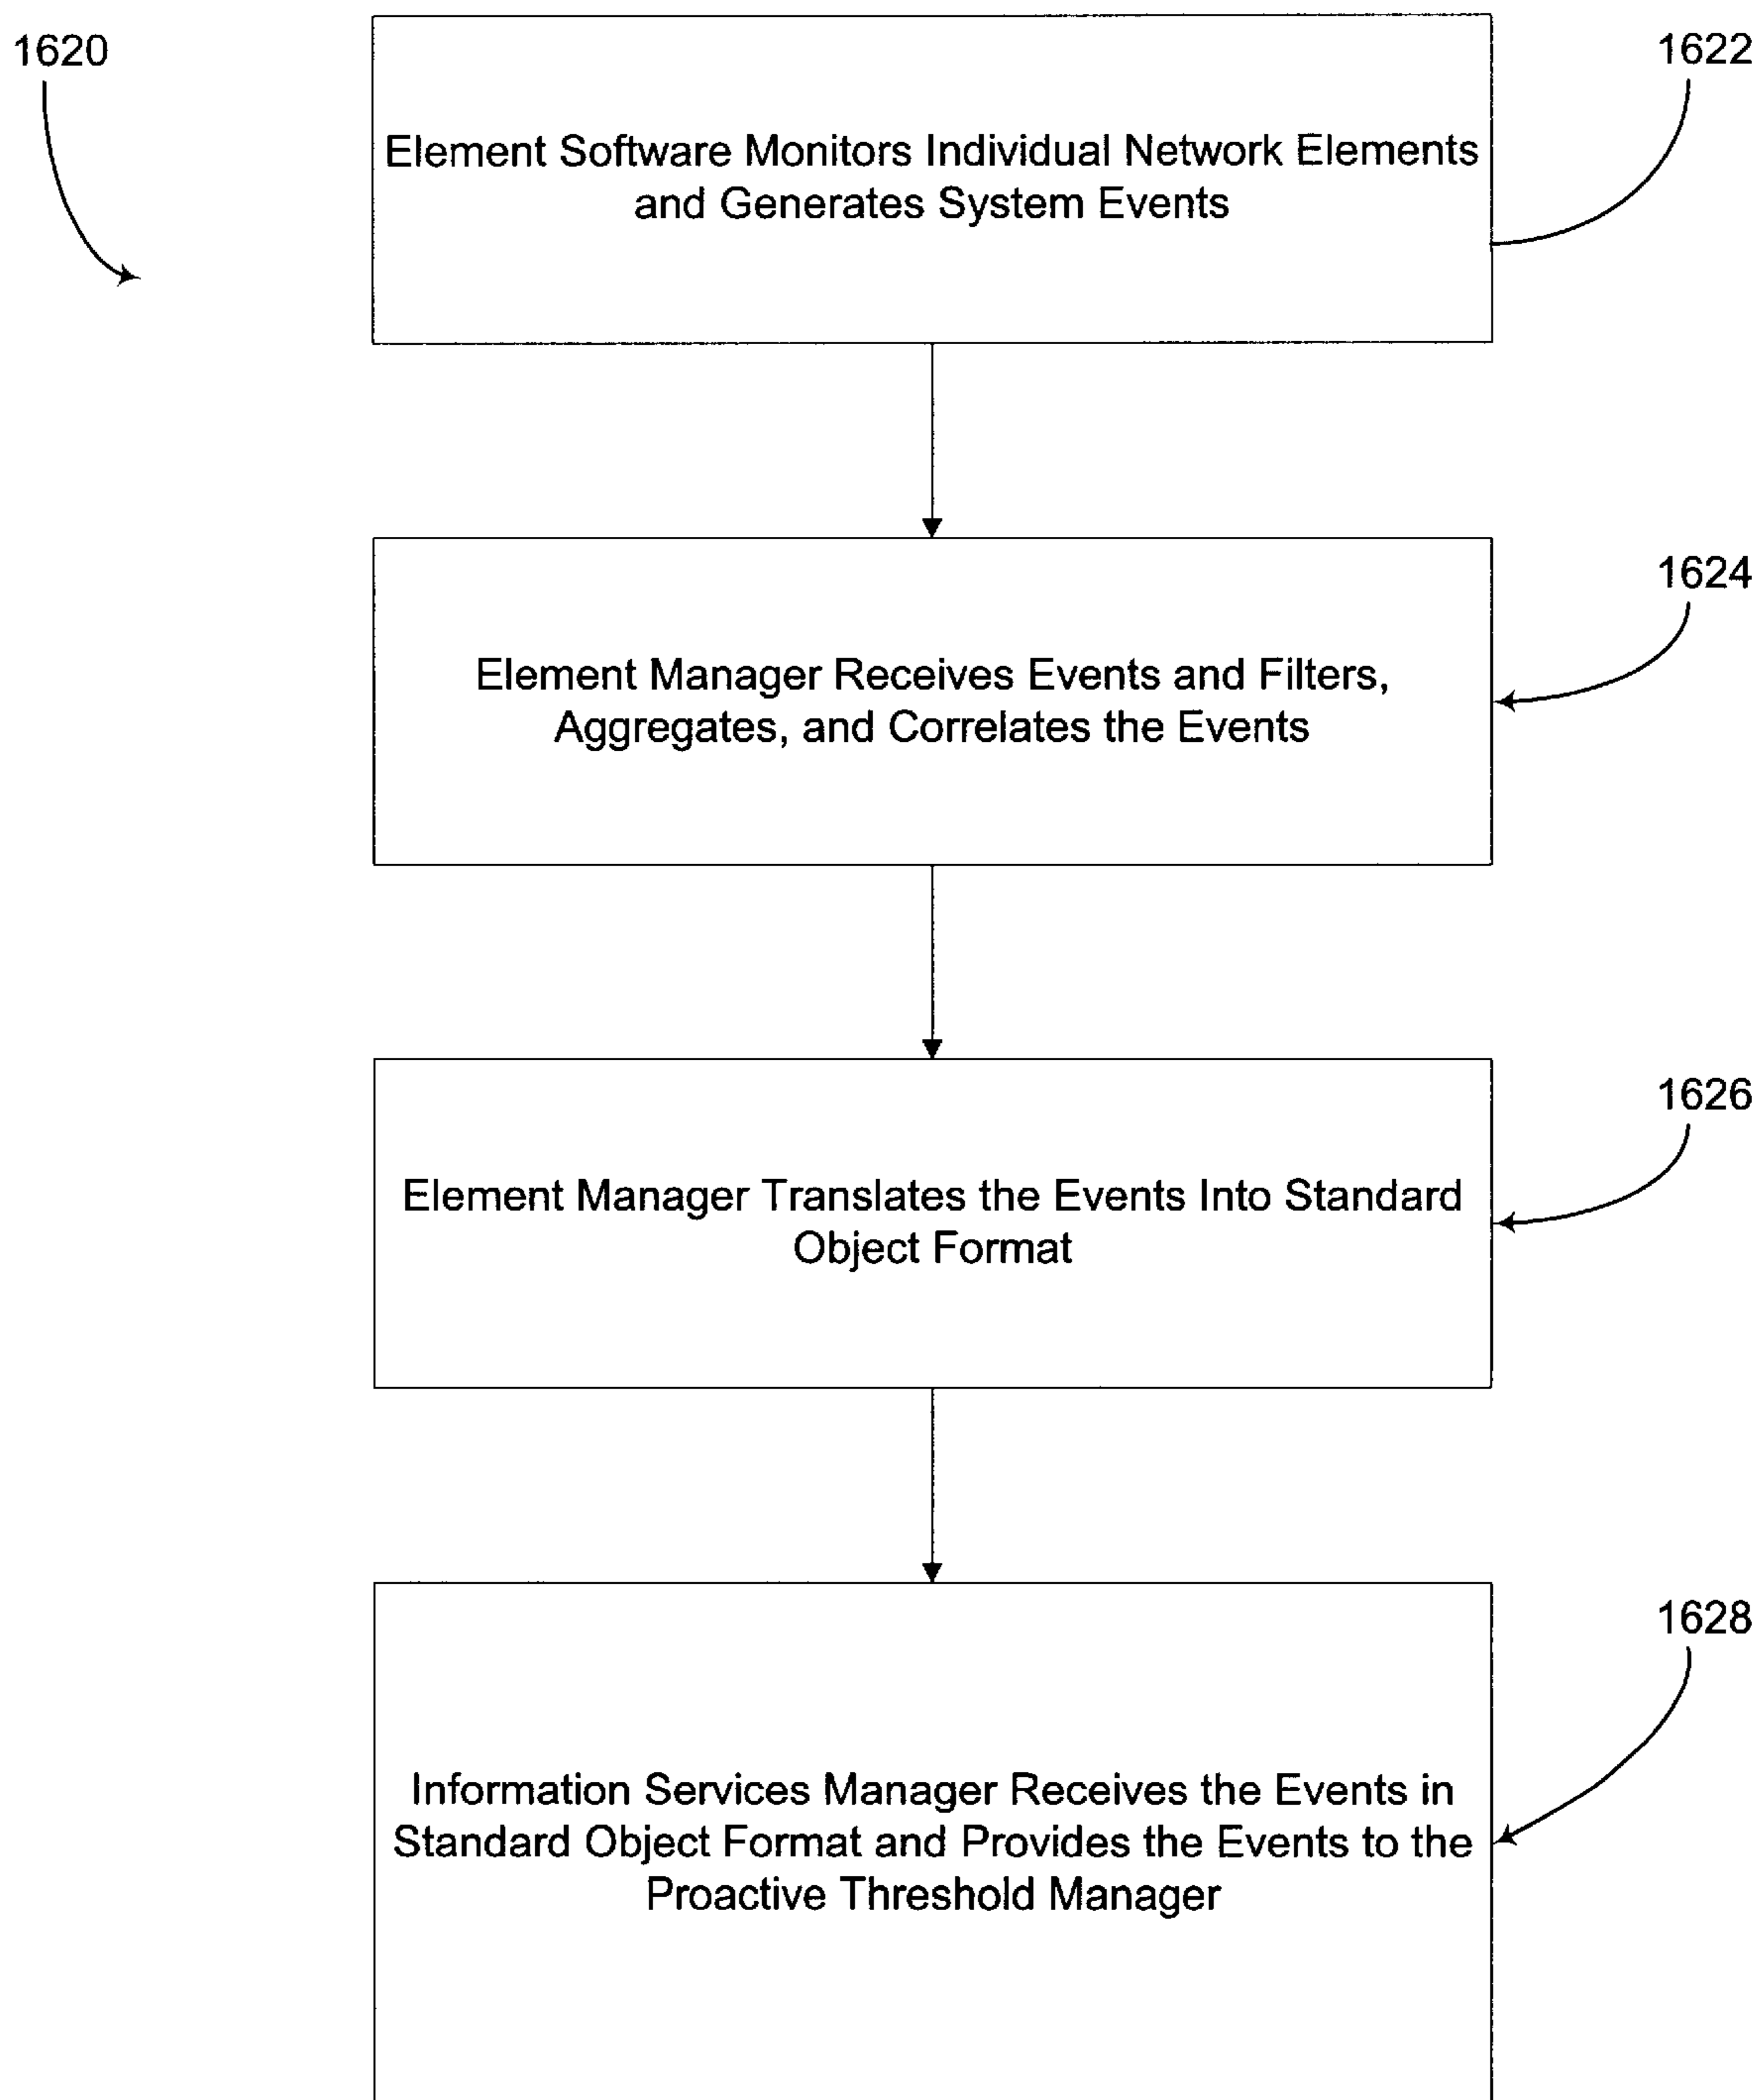 1620
1622
Element Software Monitors Individual Network Elements
and Generates System Events
1624
Element Manager Receives Events and Filters,
Aggregates, and Correlates the Events
1626
Element Manager Translates the Events Into Standard
Object Format
1628
Information Services Manager Receives the Events in
Standard Object Format and Provides the Events to the
Proactive Threshold Manager